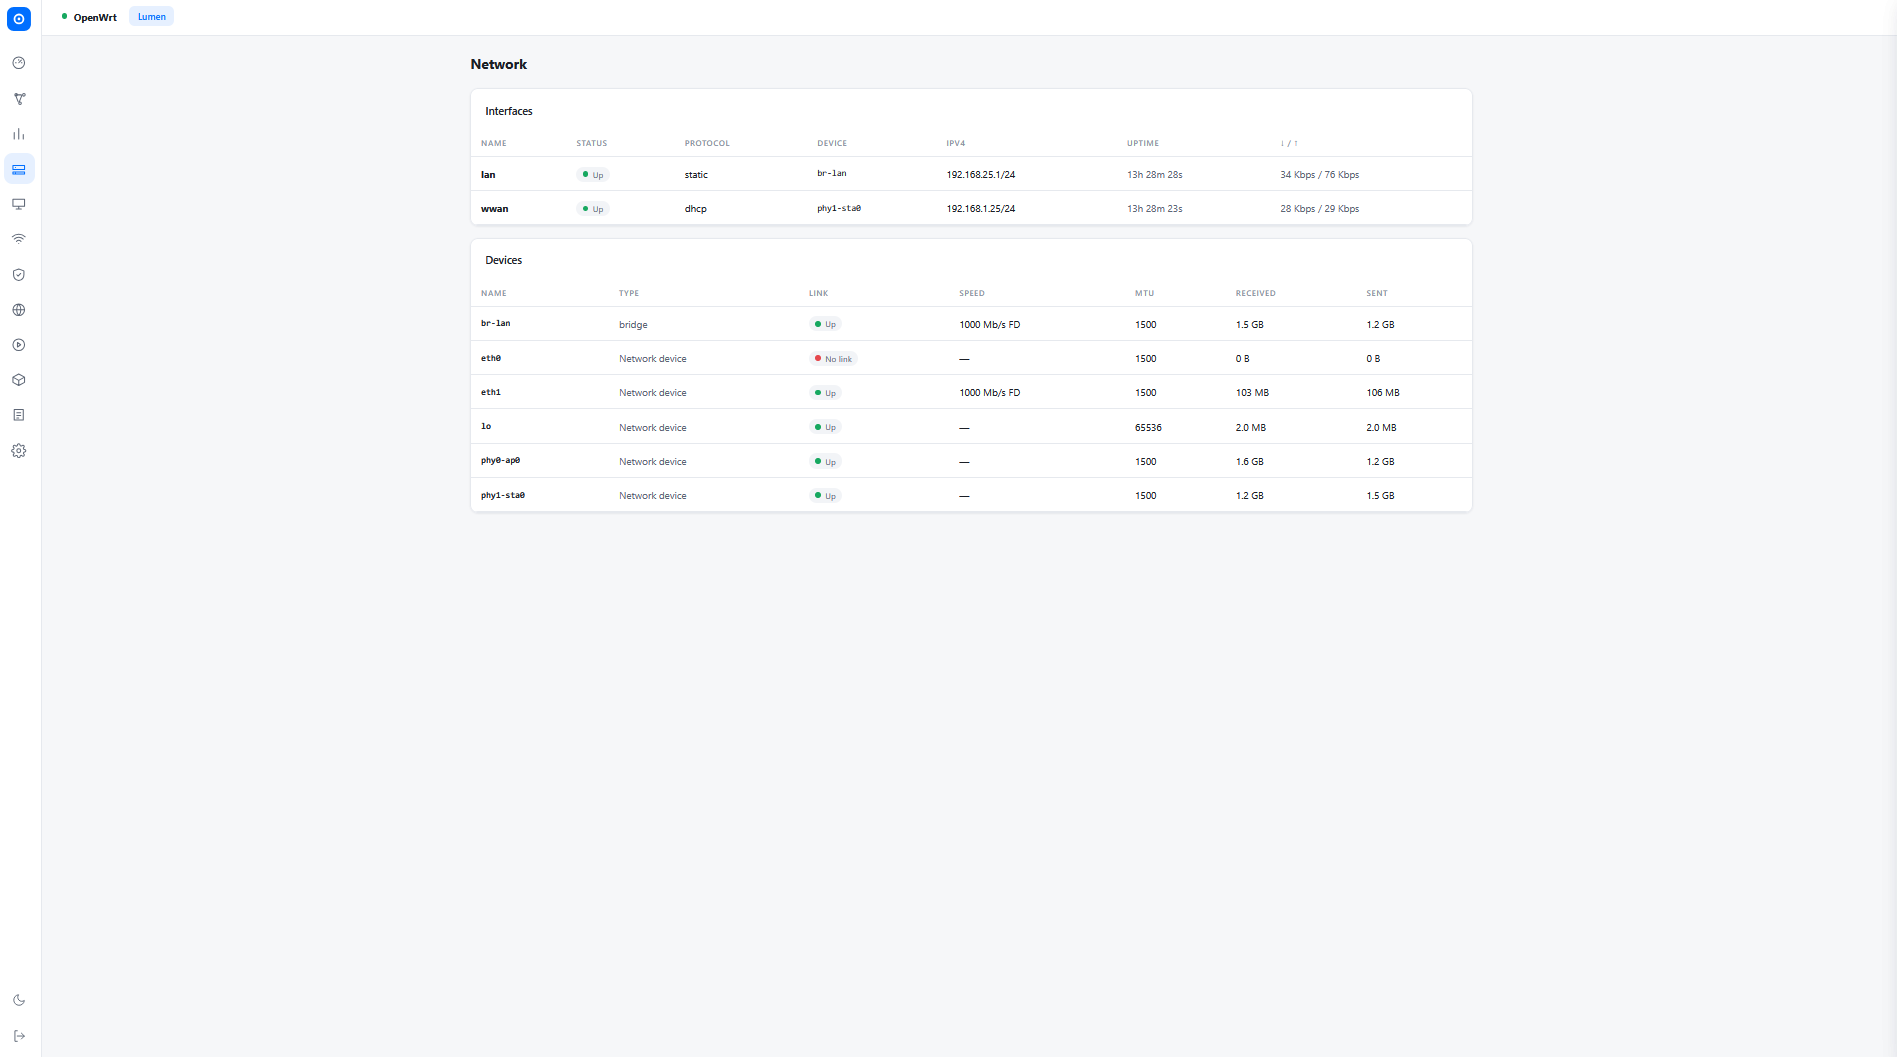 OpenWrt Lumen
Network
Interfaces
NAME STATUS PROTOCOL DEVICE IPV4 UPTIME ↓ / ↑
lan Up static br-lan 192.168.25.1/24 13h 28m 28s 34 Kbps / 76 Kbps
wwan Up dhcp phy1-sta0 192.168.1.25/24 13h 28m 23s 28 Kbps / 29 Kbps
Devices
NAME TYPE LINK SPEED MTU RECEIVED SENT
br-lan bridge Up 1000 Mb/s FD 1500 1.5 GB 1.2 GB
eth0 Network device No link — 1500 0 B 0 B
eth1 Network device Up 1000 Mb/s FD 1500 103 MB 106 MB
lo Network device Up — 65536 2.0 MB 2.0 MB
phy0-ap0 Network device Up — 1500 1.6 GB 1.2 GB
phy1-sta0 Network device Up — 1500 1.2 GB 1.5 GB